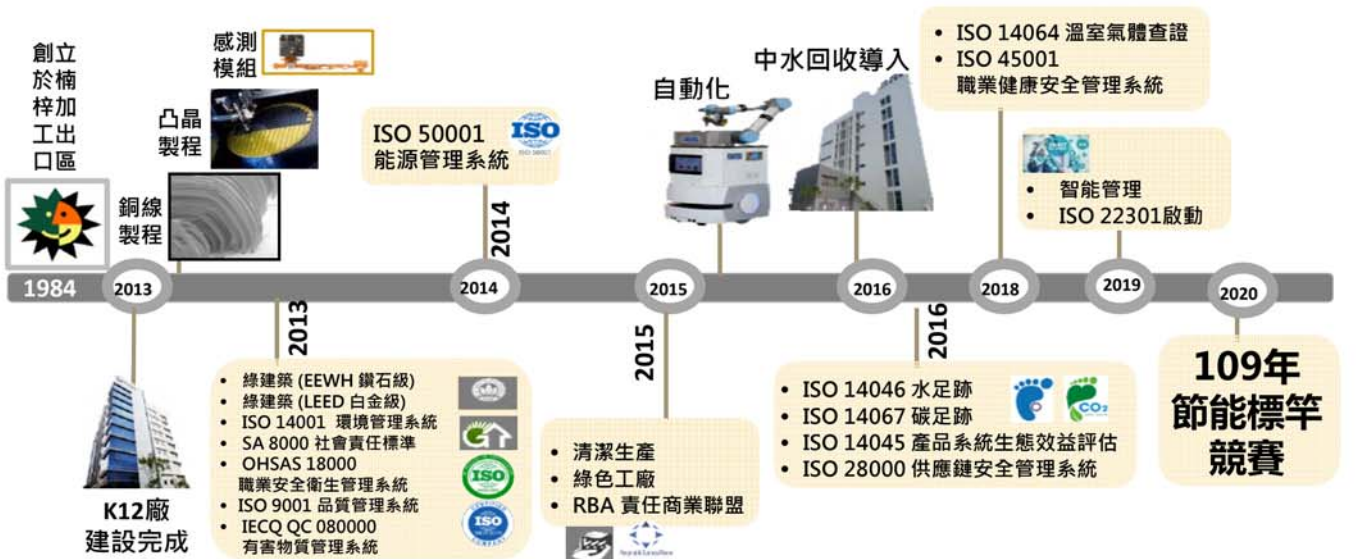 創立
於楠
梓加
工出
口區
銅線
製程
凸晶
製程
感測
模組
ISO 50001
能源管理系統
ISO
自動化
中水回收導入
• ISO 14064 溫室氣體查證
• ISO 45001
職業健康安全管理系統
• 智能管理
• ISO 22301啟動
2014
1984
2013
2014
2015
2016
2018
2019
2020
2013
2015
2016
K12廠
建設完成
• 綠建築 (EEWH 鑽石級)
• 綠建築 (LEED 白金級)
• ISO 14001 環境管理系統
• SA 8000 社會責任標準
• OHSAS 18000
職業安全衛生管理系統
• ISO 9001 品質管理系統
• IECQ QC 080000
有害物質管理系統
ISO
ISO
• 清潔生產
• 綠色工廠
• RBA 責任商業聯盟
• ISO 14046 水足跡
• ISO 14067 碳足跡
• ISO 14045 產品系統生態效益評估
• ISO 28000 供應鏈安全管理系統
CO2
109年
節能標竿
競賽